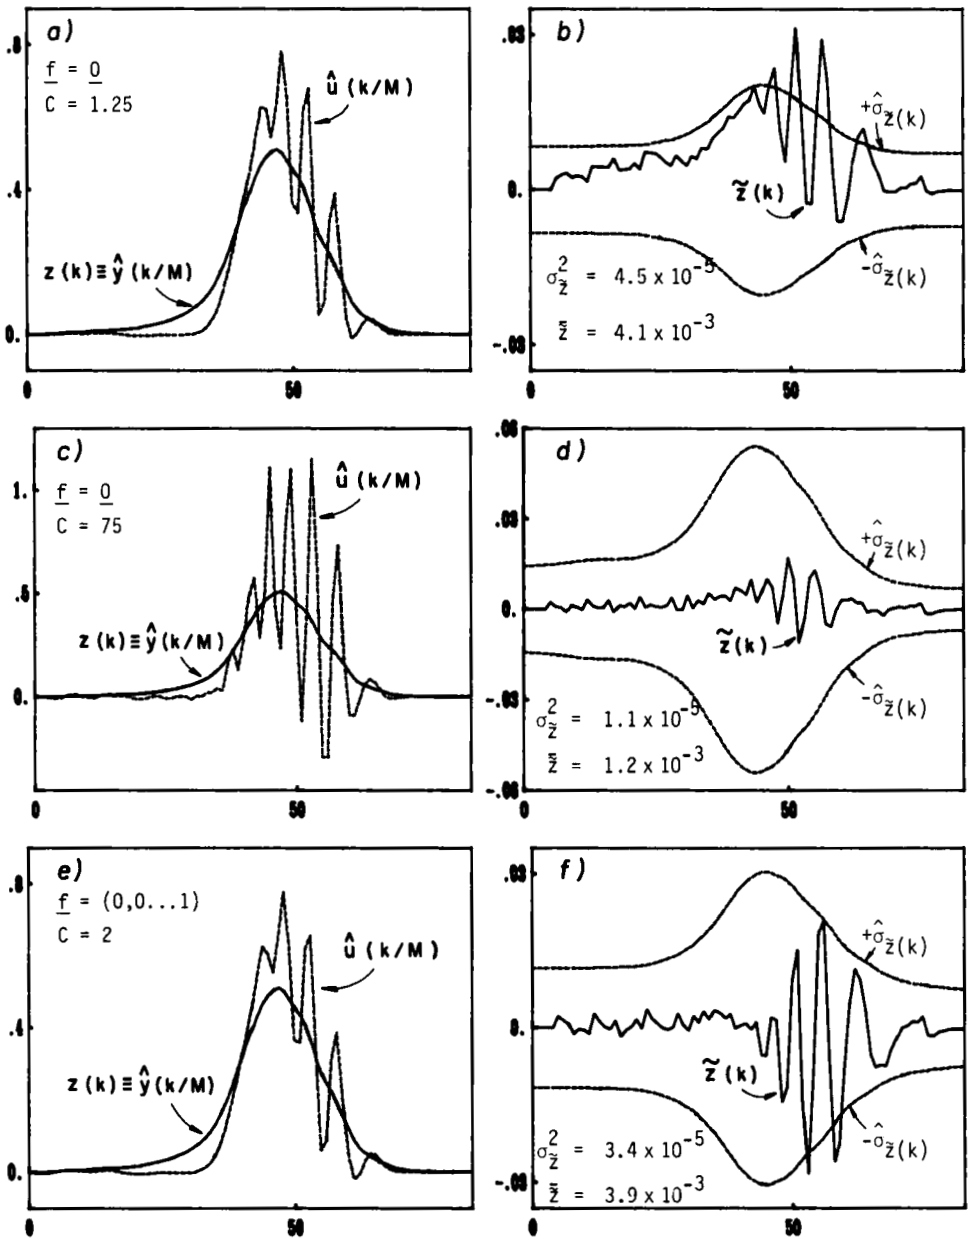 a)
f = 0
C = 1.25
.8
.4
0.
û (k/M)
z (k) ≡ ŷ (k/M)
0
50
b)
.03
0.
-.03
+σ̂z̃(k)
z̃ (k)
-σ̂z̃(k)
σ²z̃ = 4.5 x 10⁻⁵
z̃̄ = 4.1 x 10⁻³
0
50
c)
f = 0
C = 75
1.
.5
0.
û (k/M)
z (k) ≡ ŷ (k/M)
0
50
d)
.06
.03
0.
-.03
-.06
+σ̂z̃(k)
z̃ (k)
-σ̂z̃(k)
σ²z̃ = 1.1 x 10⁻⁵
z̃̄ = 1.2 x 10⁻³
0
50
e)
f = (0,0...1)
C = 2
.8
.4
0.
û (k/M)
z (k) ≡ ŷ (k/M)
0
50
f)
.03
0.
-.03
+σ̂z̃(k)
z̃ (k)
-σ̂z̃(k)
σ²z̃ = 3.4 x 10⁻⁵
z̃̄ = 3.9 x 10⁻³
0
50